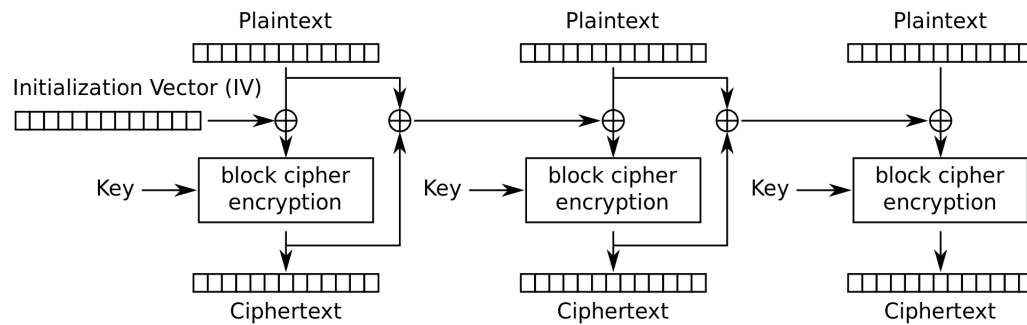 Plaintext
Plaintext
Plaintext
Initialization Vector (IV)
Key
block cipher
encryption
Key
block cipher
encryption
Key
block cipher
encryption
Ciphertext
Ciphertext
Ciphertext